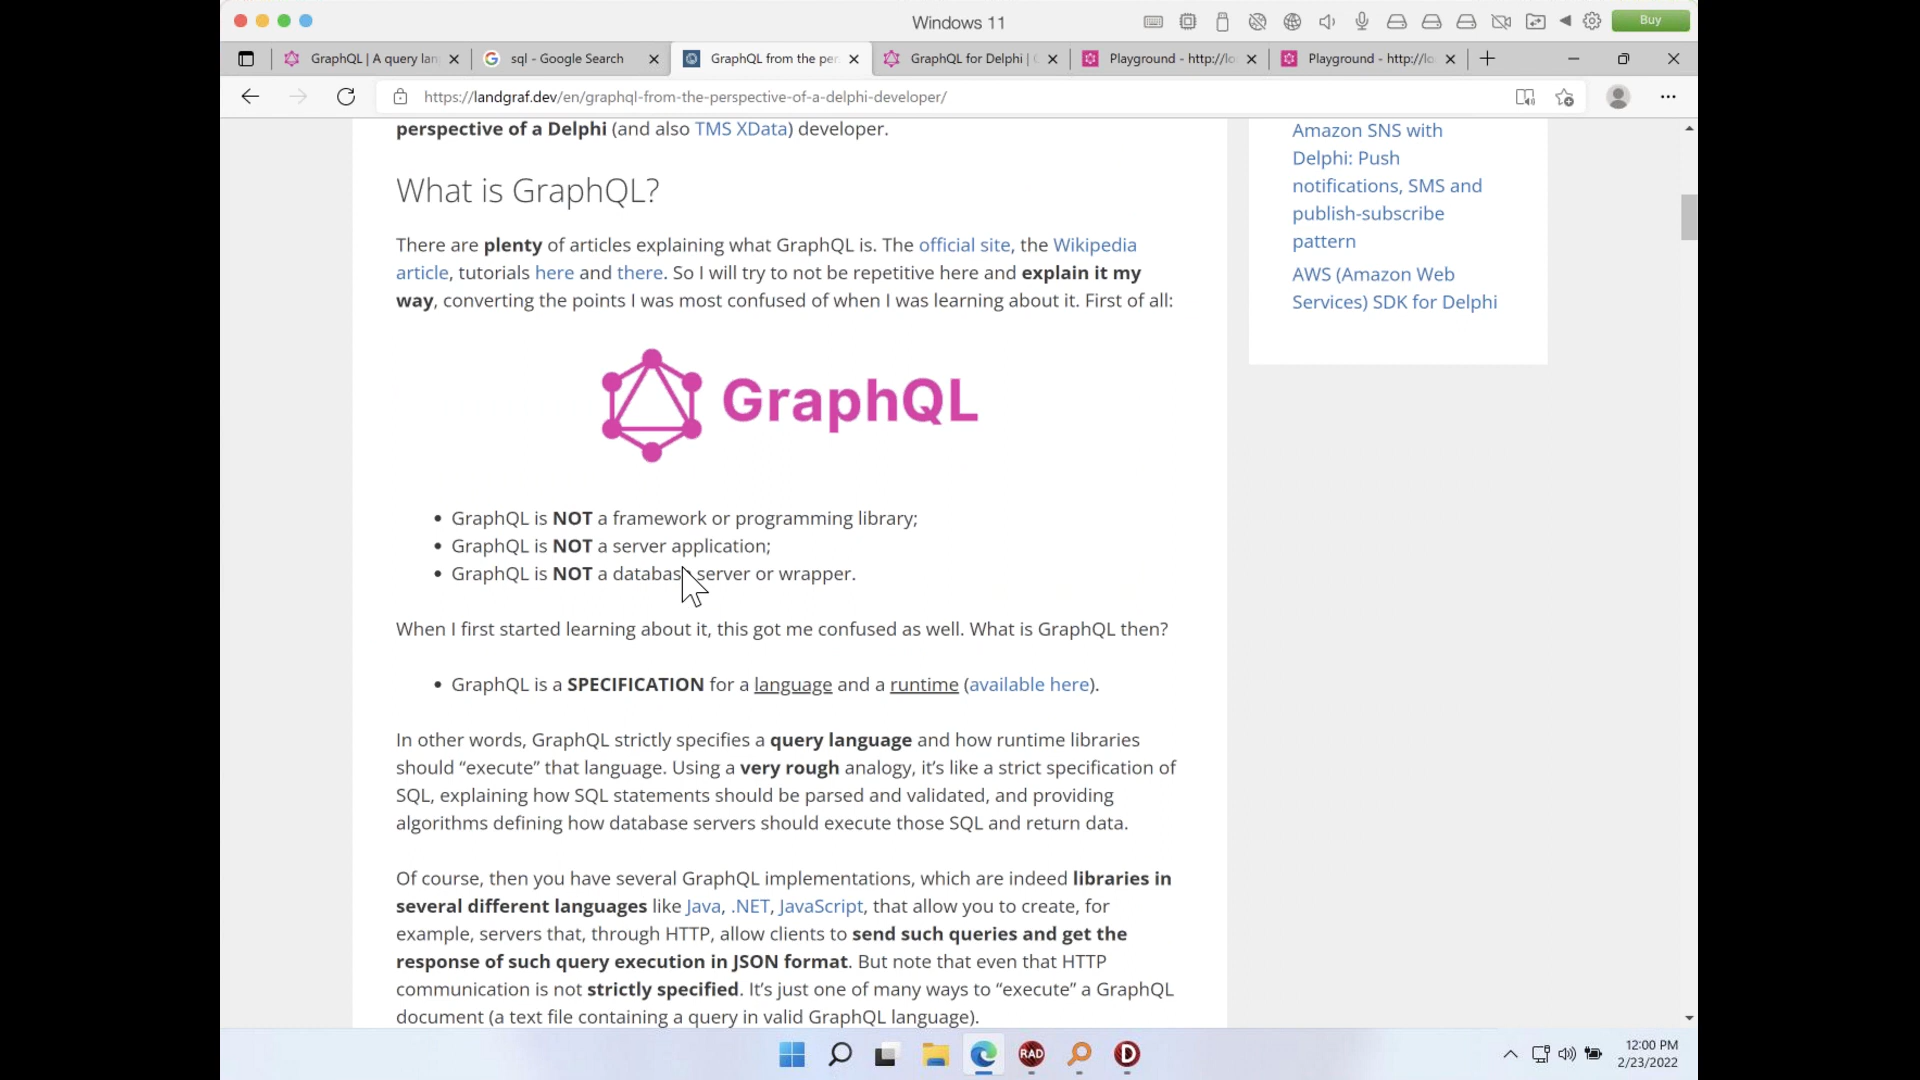 Windows 11
Buy
GraphQL | A query lan
sql - Google Search
GraphQL from the per
GraphQL for Delphi |
Playground - http://lo
Playground - http://lo
https://landgraf.dev/en/graphql-from-the-perspective-of-a-delphi-developer/
perspective of a Delphi (and also TMS XData) developer.
What is GraphQL?
There are plenty of articles explaining what GraphQL is. The official site, the Wikipedia
article, tutorials here and there. So I will try to not be repetitive here and explain it my
way, converting the points I was most confused of when I was learning about it. First of all:
GraphQL
• GraphQL is NOT a framework or programming library;
• GraphQL is NOT a server application;
• GraphQL is NOT a database server or wrapper.
When I first started learning about it, this got me confused as well. What is GraphQL then?
• GraphQL is a SPECIFICATION for a language and a runtime (available here).
In other words, GraphQL strictly specifies a query language and how runtime libraries
should “execute” that language. Using a very rough analogy, it’s like a strict specification of
SQL, explaining how SQL statements should be parsed and validated, and providing
algorithms defining how database servers should execute those SQL and return data.
Of course, then you have several GraphQL implementations, which are indeed libraries in
several different languages like Java, .NET, JavaScript, that allow you to create, for
example, servers that, through HTTP, allow clients to send such queries and get the
response of such query execution in JSON format. But note that even that HTTP
communication is not strictly specified. It’s just one of many ways to “execute” a GraphQL
document (a text file containing a query in valid GraphQL language).
Amazon SNS with
Delphi: Push
notifications, SMS and
publish-subscribe
pattern
AWS (Amazon Web
Services) SDK for Delphi
RAD
D
12:00 PM
2/23/2022